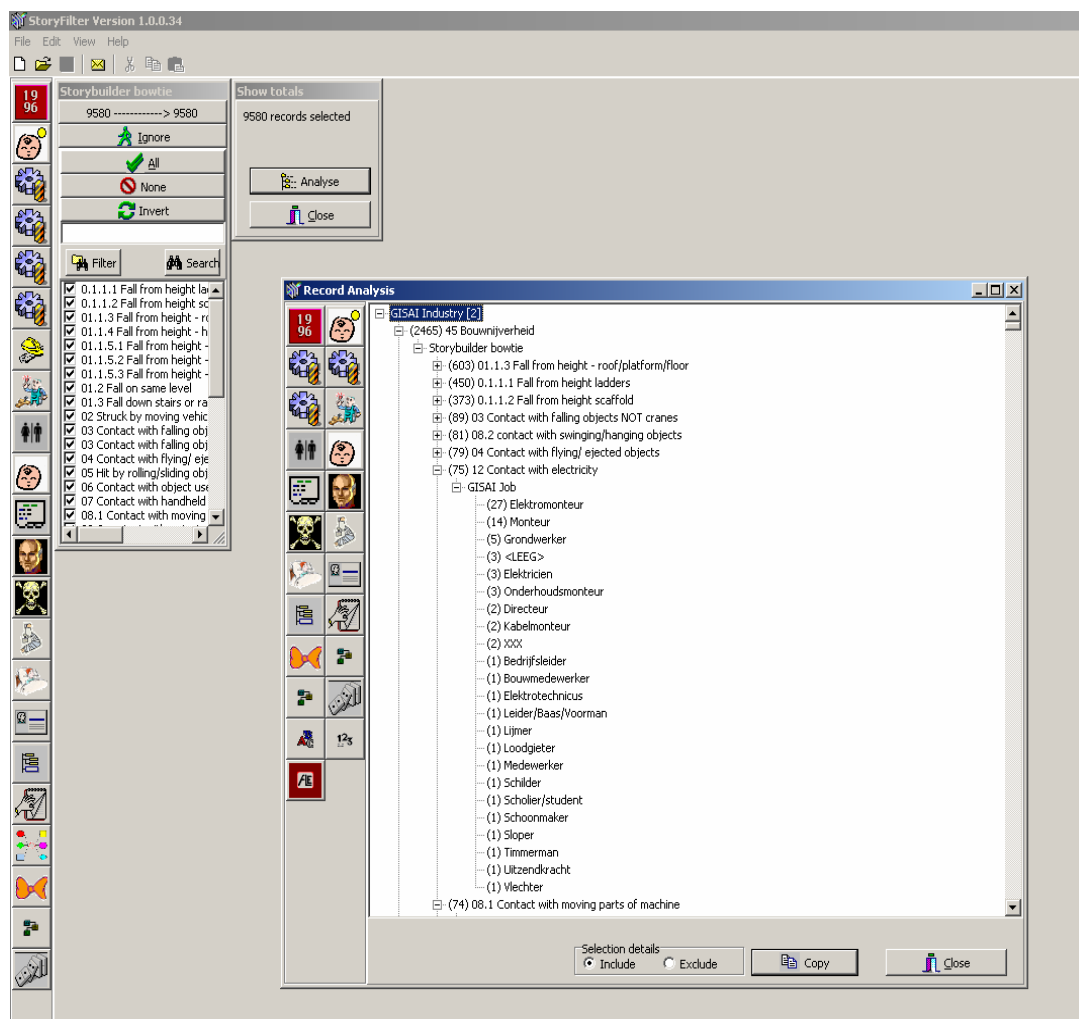 StoryFilter Version 1.0.0.34
File Edit View Help
19
96
Storybuilder bowtie
9580 ------------> 9580
Ignore
All
None
Invert
Filter Search
0.1.1.1 Fall from height la
0.1.1.2 Fall from height sc
01.1.3 Fall from height - r
01.1.4 Fall from height - h
01.1.5.1 Fall from height -
01.1.5.2 Fall from height -
01.1.5.3 Fall from height -
01.2 Fall on same level
01.3 Fall down stairs or ra
02 Struck by moving vehic
03 Contact with falling obj
03 Contact with falling obj
04 Contact with flying/ eje
05 Hit by rolling/sliding obj
06 Contact with object use
07 Contact with handheld
08.1 Contact with moving
Show totals
9580 records selected
Analyse
Close
Record Analysis
19
96
123
GISAI Industry [2]
(2465) 45 Bouwnijverheid
Storybuilder bowtie
(603) 01.1.3 Fall from height - roof/platform/floor
(450) 0.1.1.1 Fall from height ladders
(373) 0.1.1.2 Fall from height scaffold
(89) 03 Contact with falling objects NOT cranes
(81) 08.2 contact with swinging/hanging objects
(79) 04 Contact with flying/ ejected objects
(75) 12 Contact with electricity
GISAI Job
(27) Elektromonteur
(14) Monteur
(5) Grondwerker
(3) <LEEG>
(3) Elektricien
(3) Onderhoudsmonteur
(2) Directeur
(2) Kabelmonteur
(2) XXX
(1) Bedrijfsleider
(1) Bouwmedewerker
(1) Elektrotechnicus
(1) Leider/Baas/Voorman
(1) Lijmer
(1) Loodgieter
(1) Medewerker
(1) Schilder
(1) Scholier/student
(1) Schoonmaker
(1) Sloper
(1) Timmerman
(1) Uitzendkracht
(1) Vlechter
(74) 08.1 Contact with moving parts of machine
Selection details
Include Exclude
Copy
Close